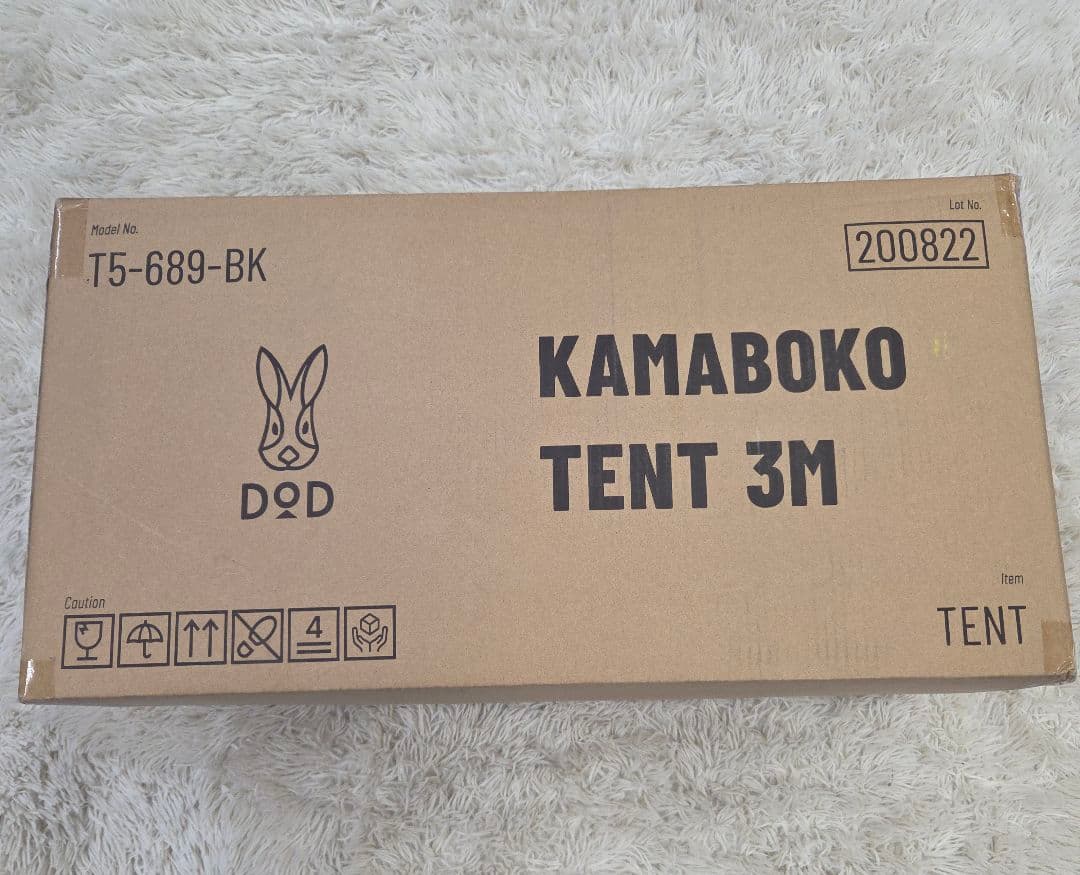 Model No.
T5-689-BK
Lot No.
200822
DOD
KAMABOKO
TENT 3M
Caution
4
Item
TENT